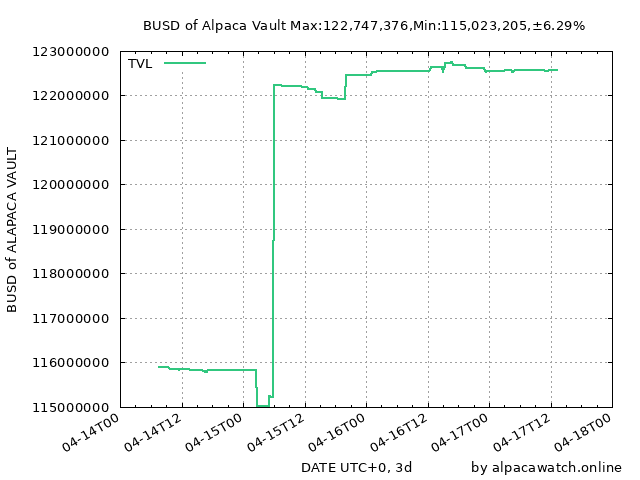 BUSD of Alpaca Vault Max:122,747,376,Min:115,023,205,±6.29%
TVL
BUSD of ALAPACA VAULT
123000000
122000000
121000000
120000000
119000000
118000000
117000000
116000000
115000000
04-14T00
04-14T12
04-15T00
04-15T12
04-16T00
04-16T12
04-17T00
04-17T12
04-18T00
DATE UTC+0, 3d
by alpacawatch.online